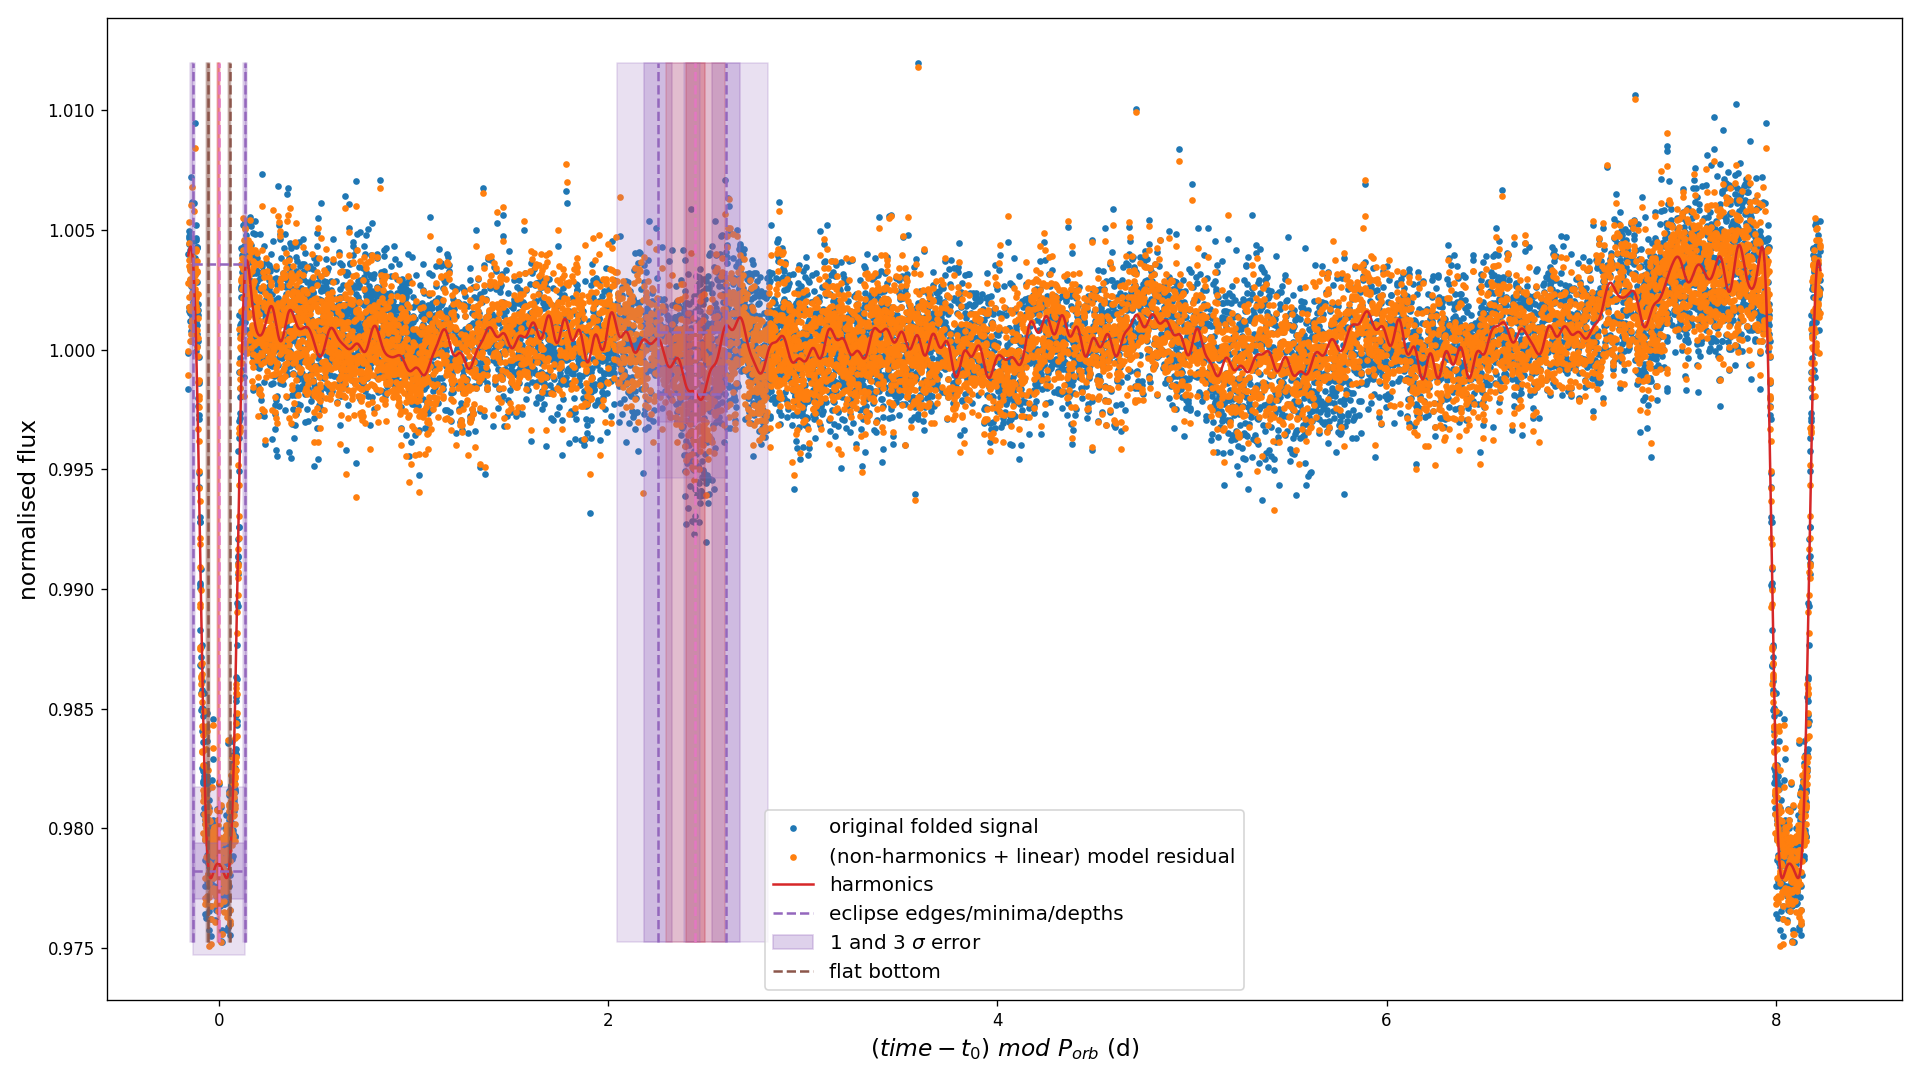 1.010
1.005
1.000
0.995
0.990
0.985
0.980
0.975
normalised flux
original folded signal
(non-harmonics + linear) model residual
harmonics
eclipse edges/minima/depths
1 and 3 σ error
flat bottom
0 2 4 6 8
(time − t₀) mod Pₒᵣb (d)